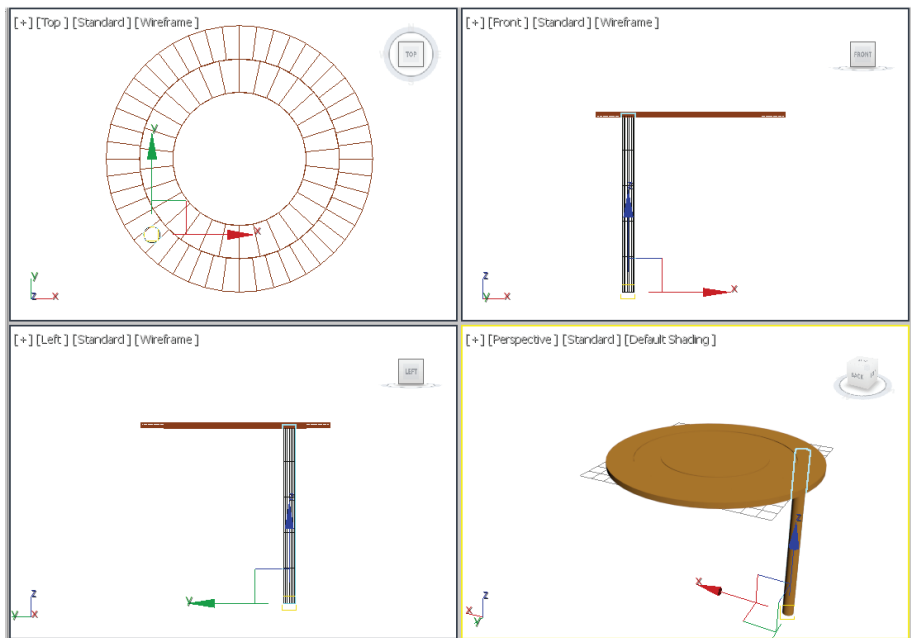 [+] [Top ] [Standard ] [Wireframe ]
TOP
y
x
y
z x
[+] [Front ] [Standard ] [Wireframe ]
FRONT
z
x
z
y x
[+] [Left ] [Standard ] [Wireframe ]
LEFT
z
y
z
y x
[+] [Perspective ] [Standard ] [Default Shading ]
BACK
z
x
z
x y